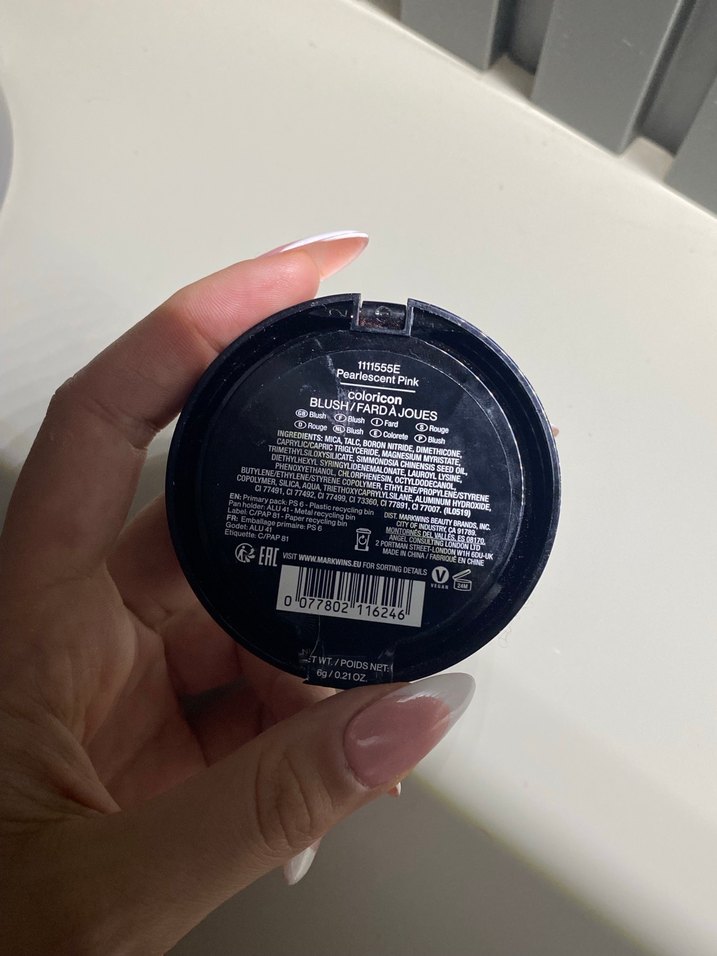 1111555E
Pearlescent Pink
coloricon
BLUSH / FARD À JOUES
GB Blush F Blush I Fard S Rouge
D Rouge NL Blush E Colorete P Blush
INGREDIENTS: MICA, TALC, BORON NITRIDE, DIMETHICONE,
CAPRYLIC/CAPRIC TRIGLYCERIDE, MAGNESIUM MYRISTATE,
TRIMETHYLSILOXYSILICATE, SIMMONDSIA CHINENSIS SEED OIL,
DIETHYLHEXYL SYRINGYLIDENEMALONATE, LAUROYL LYSINE,
PHENOXYETHANOL, CHLORPHENESIN, OCTYLDODECANOL,
BUTYLENE/ETHYLENE/STYRENE COPOLYMER, ETHYLENE/PROPYLENE/STYRENE
COPOLYMER, SILICA, AQUA, TRIETHOXYCAPRYLYLSILANE, ALUMINUM HYDROXIDE,
CI 77491, CI 77492, CI 77499, CI 73360, CI 77891, CI 77007. (IL0519)
EN: Primary pack: PS 6 - Plastic recycling bin
Pan holder: ALU 41 - Metal recycling bin
Label: C/PAP 81 - Paper recycling bin
FR: Emballage primaire: PS 6
Godet: ALU 41
Etiquette: C/PAP 81
DIST. MARKWINS BEAUTY BRANDS, INC.
CITY OF INDUSTRY, CA 91789.
MONTORNÉS DEL VALLÉS, ES 08170.
ANGEL CONSULTING LONDON LTD
2 PORTMAN STREET-LONDON W1H 6DU-UK
MADE IN CHINA / FABRIQUÉ EN CHINE
EAC VISIT WWW.MARKWINS.EU FOR SORTING DETAILS
V
VEGAN
24M
0 077802 116246
NET WT. / POIDS NET:
6g / 0.21 OZ.